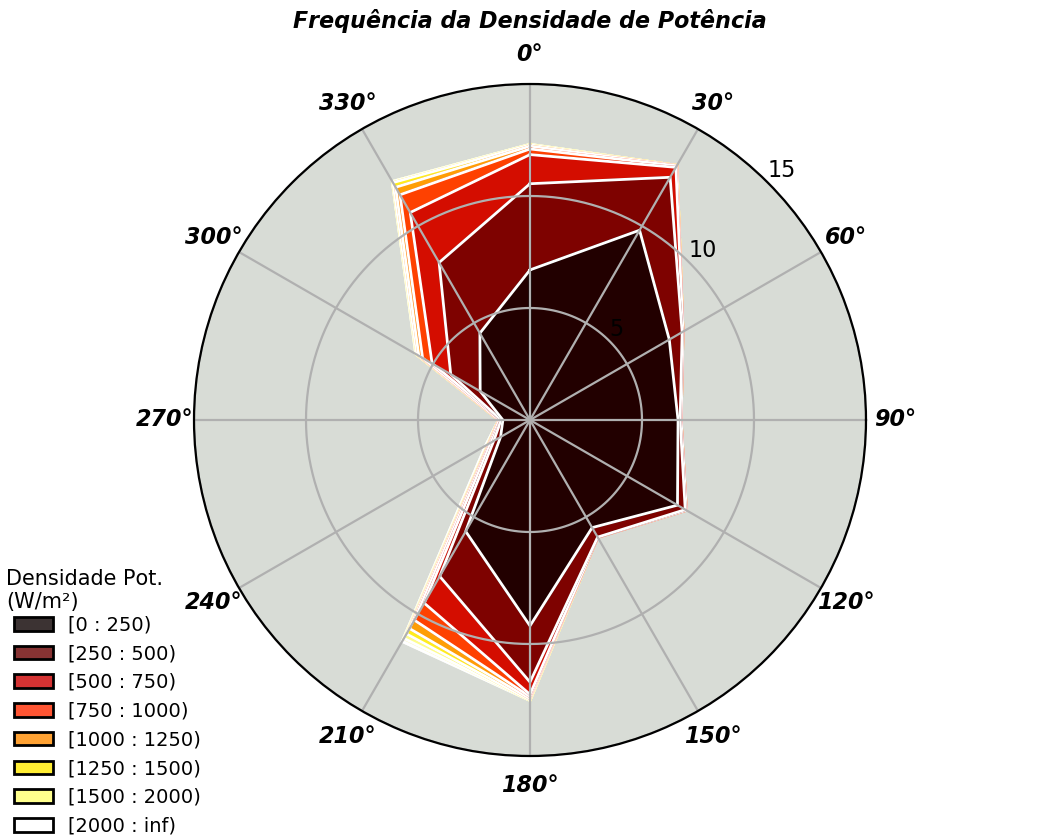 Frequência da Densidade de Potência
0°
330°
30°
15
300°
60°
10
5
270°
90°
Densidade Pot.
(W/m²)
240°
120°
[0 : 250)
[250 : 500)
[500 : 750)
[750 : 1000)
210°
150°
[1000 : 1250)
[1250 : 1500)
180°
[1500 : 2000)
[2000 : inf)